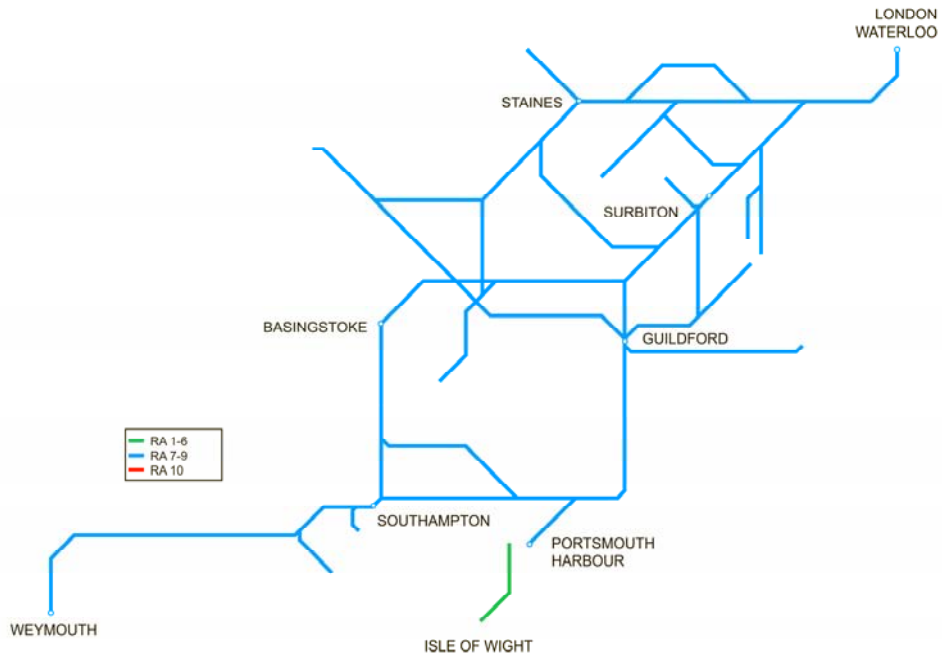 LONDON
WATERLOO
STAINES
SURBITON
BASINGSTOKE
GUILDFORD
RA 1-6
RA 7-9
RA 10
SOUTHAMPTON
PORTSMOUTH
HARBOUR
WEYMOUTH
ISLE OF WIGHT